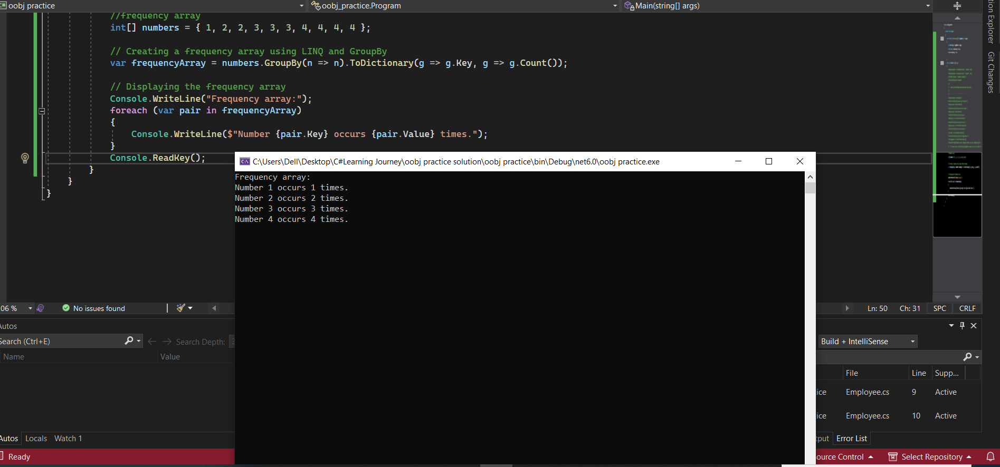 oobj practice
oobj_practice.Program
Main(string[] args)
//frequency array
int[] numbers = { 1, 2, 2, 3, 3, 3, 4, 4, 4, 4 };
// Creating a frequency array using LINQ and GroupBy
var frequencyArray = numbers.GroupBy(n => n).ToDictionary(g => g.Key, g => g.Count());
// Displaying the frequency array
Console.WriteLine("Frequency array:");
foreach (var pair in frequencyArray)
{
Console.WriteLine($"Number {pair.Key} occurs {pair.Value} times.");
}
Console.ReadKey();
}
}
}
C:\Users\Dell\Desktop\C#Learning Journey\oobj practice solution\oobj practice\bin\Debug\net6.0\oobj practice.exe
Frequency array:
Number 1 occurs 1 times.
Number 2 occurs 2 times.
Number 3 occurs 3 times.
Number 4 occurs 4 times.
tion Explorer
Git Changes
06 %
No issues found
Ln: 50 Ch: 31 SPC CRLF
Autos
Search (Ctrl+E)
Search Depth:
Name Value
Autos Locals Watch 1
Build + IntelliSense
File Line Supp...
ice Employee.cs 9 Active
ice Employee.cs 10 Active
tput Error List
Ready
ource Control
Select Repository